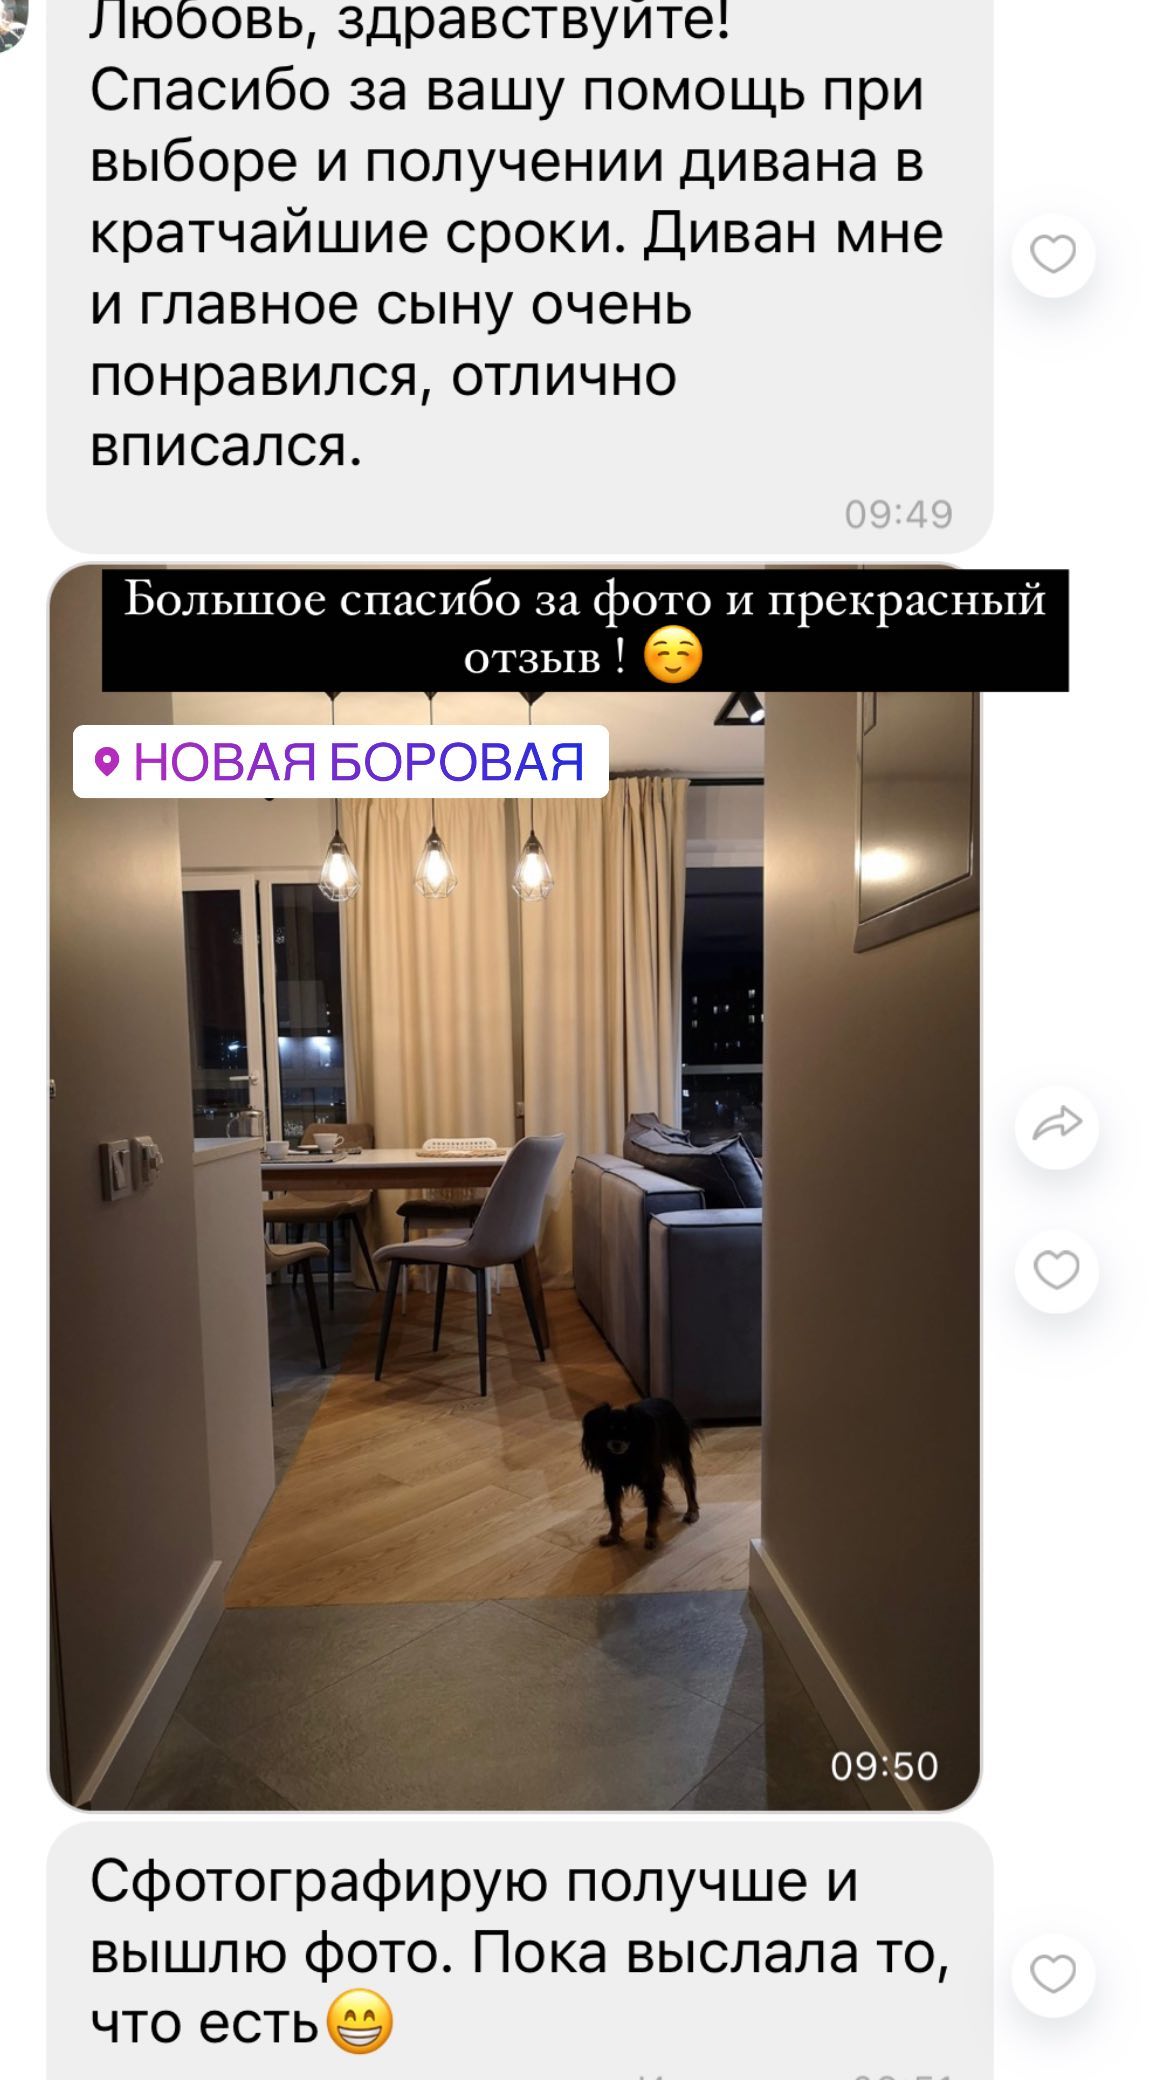 Любовь, здравствуйте!
Спасибо за вашу помощь при
выборе и получении дивана в
кратчайшие сроки. Диван мне
и главное сыну очень
понравился, отлично
вписался.
09:49
Большое спасибо за фото и прекрасный
отзыв ! ☺️
НОВАЯ БОРОВАЯ
09:50
Сфотографирую получше и
вышлю фото. Пока выслала то,
что есть😁